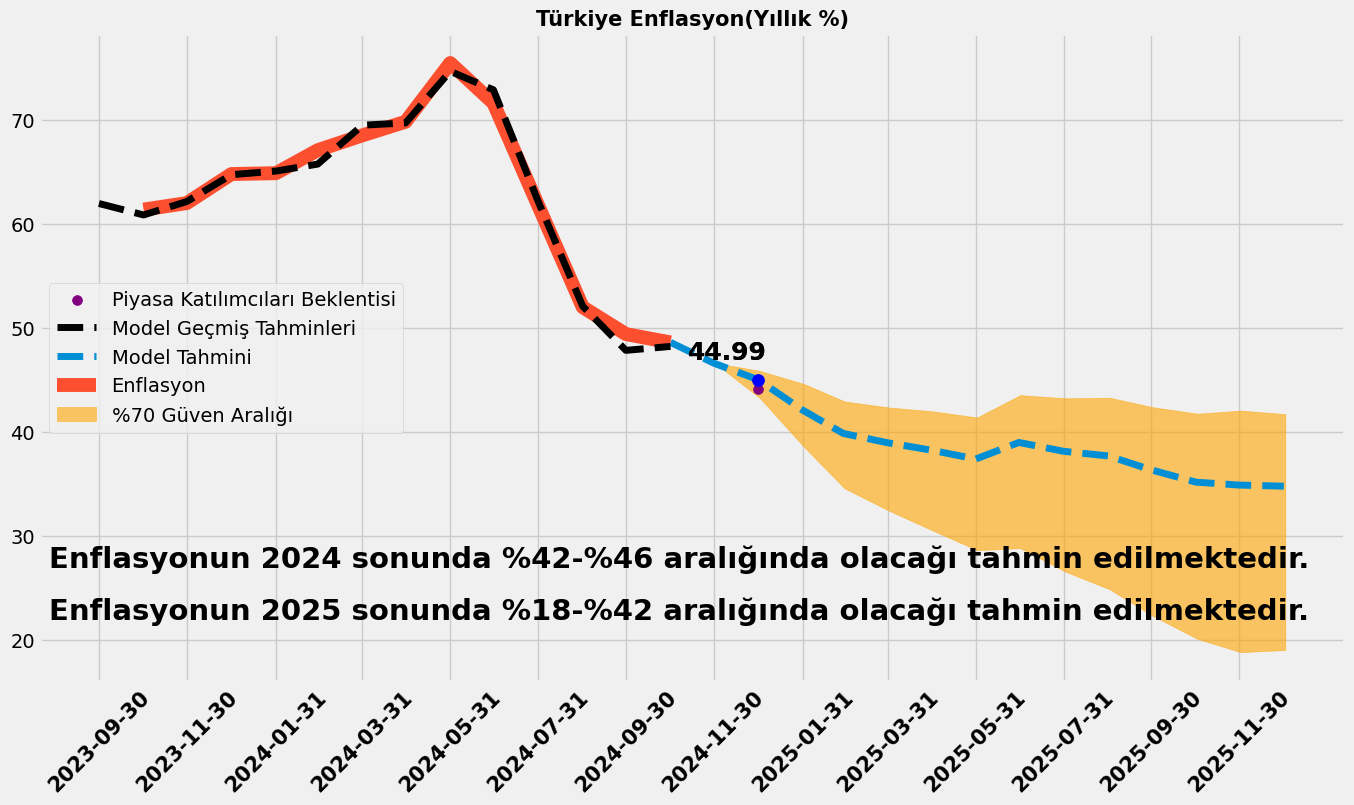 Türkiye Enflasyon(Yıllık %)
70
60
50
40
30
20
Piyasa Katılımcıları Beklentisi
Model Geçmiş Tahminleri
Model Tahmini
Enflasyon
%70 Güven Aralığı
44.99
Enflasyonun 2024 sonunda %42-%46 aralığında olacağı tahmin edilmektedir.
Enflasyonun 2025 sonunda %18-%42 aralığında olacağı tahmin edilmektedir.
2023-09-30
2023-11-30
2024-01-31
2024-03-31
2024-05-31
2024-07-31
2024-09-30
2024-11-30
2025-01-31
2025-03-31
2025-05-31
2025-07-31
2025-09-30
2025-11-30